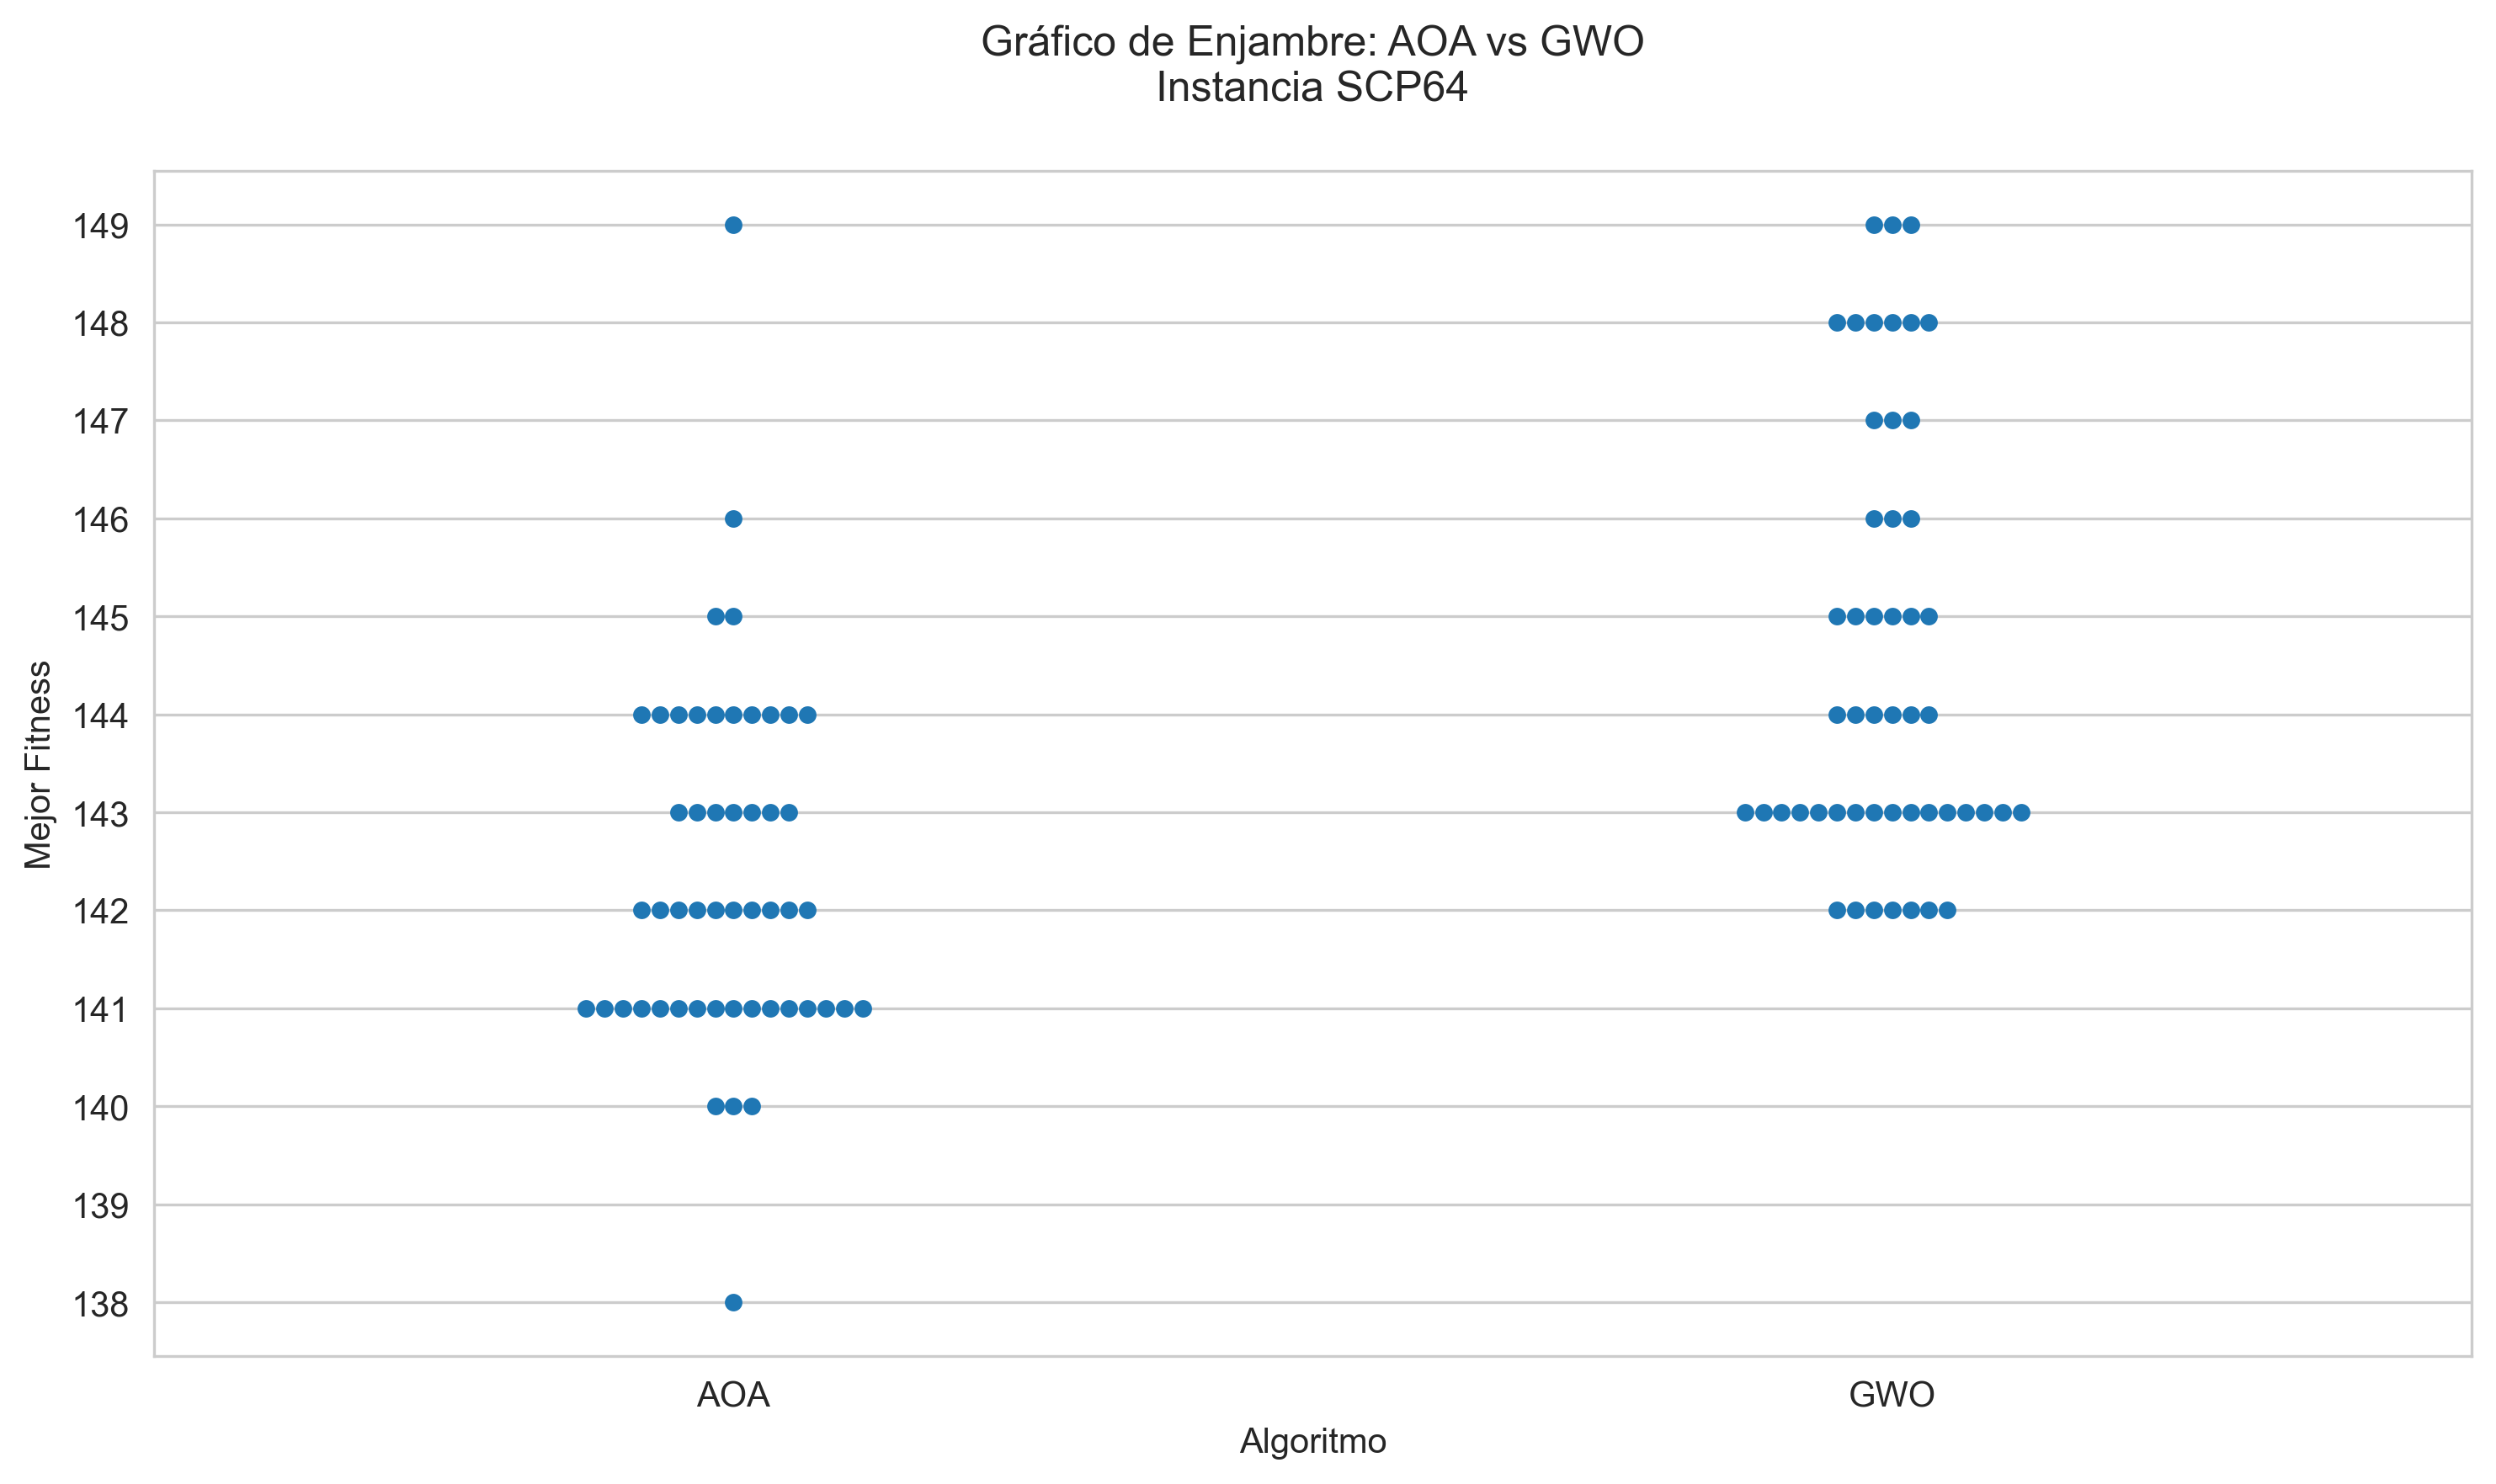 Gráfico de Enjambre: AOA vs GWO
Instancia SCP64
149
148
147
146
145
144
143
142
141
140
139
138
Mejor Fitness
AOA
GWO
Algoritmo